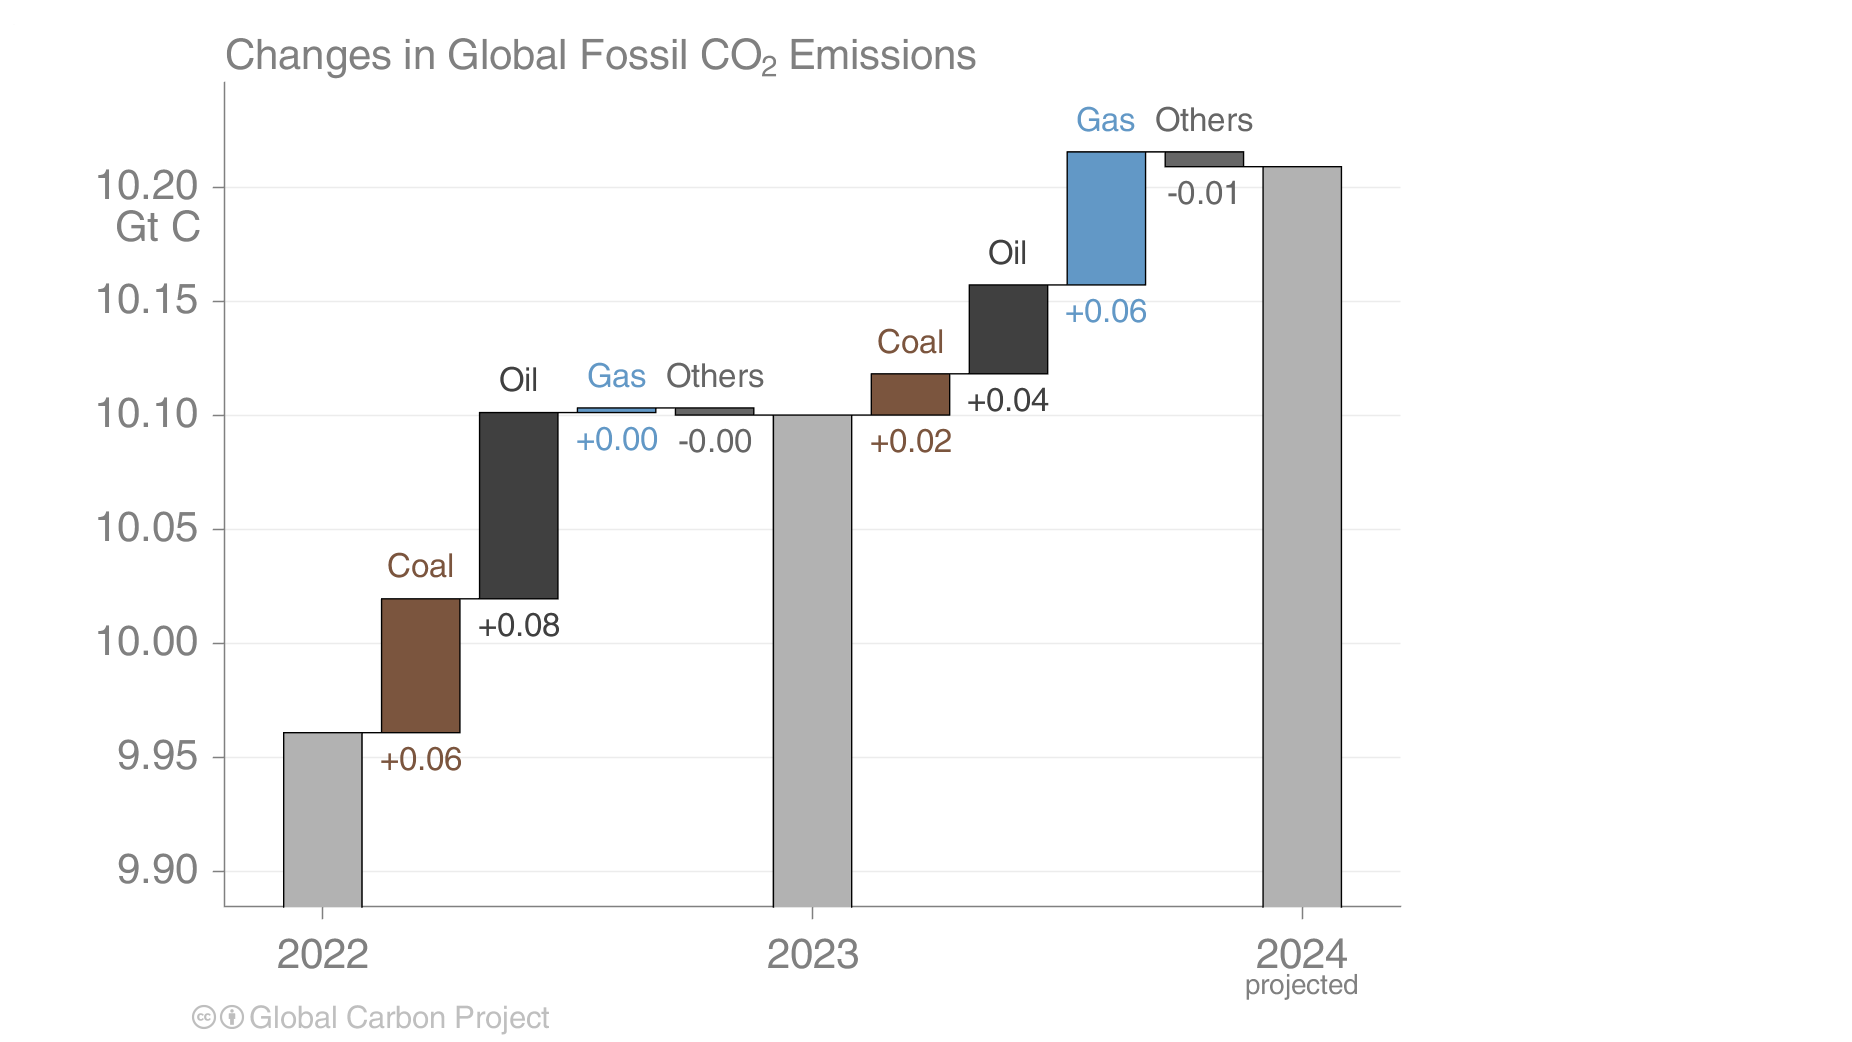 Changes in Global Fossil CO₂ Emissions
Gas Others
10.20
-0.01
Gt C
Oil
10.15
+0.06
Coal
Oil Gas Others
+0.04
10.10
+0.00 -0.00 +0.02
10.05
Coal
+0.08
10.00
9.95
+0.06
9.90
2022 2023 2024
projected
Global Carbon Project